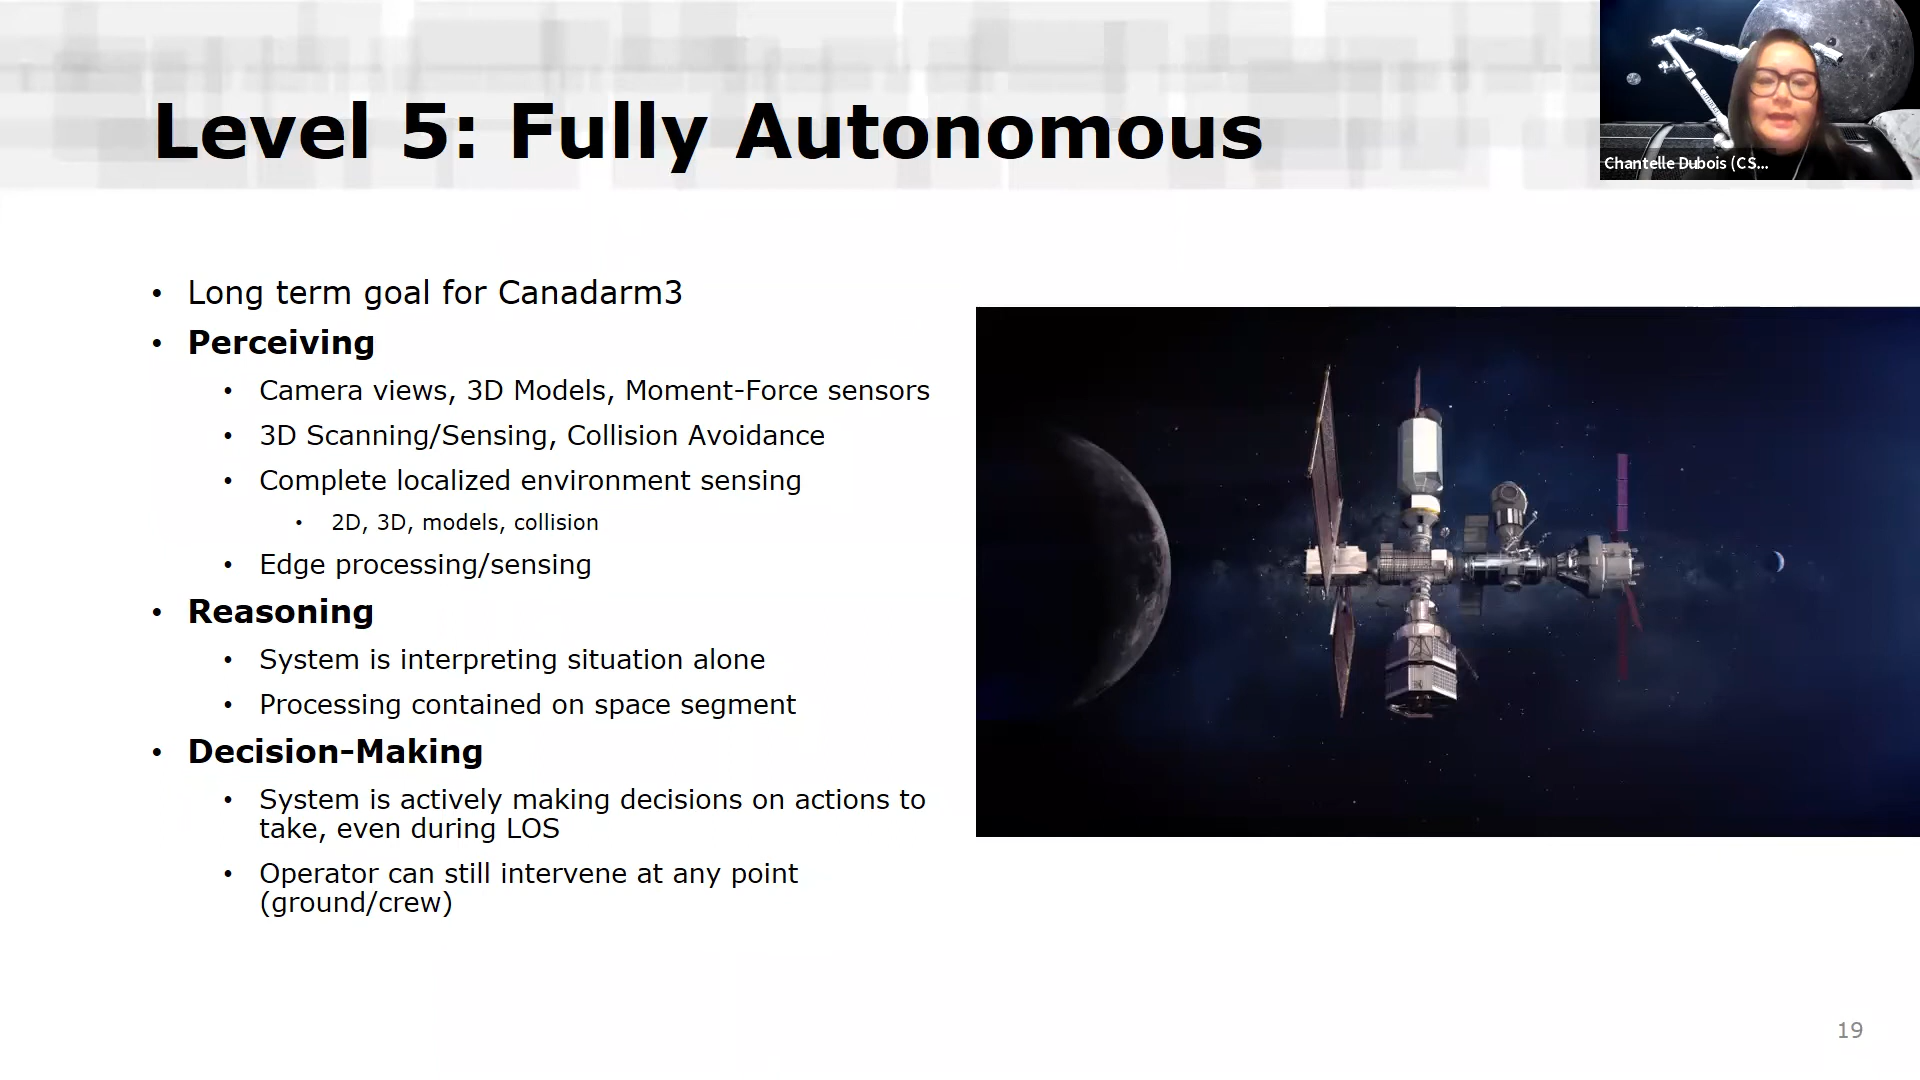 Level 5: Fully Autonomous
Chantelle Dubois (CS...
• Long term goal for Canadarm3
• Perceiving
• Camera views, 3D Models, Moment-Force sensors
• 3D Scanning/Sensing, Collision Avoidance
• Complete localized environment sensing
• 2D, 3D, models, collision
• Edge processing/sensing
• Reasoning
• System is interpreting situation alone
• Processing contained on space segment
• Decision-Making
• System is actively making decisions on actions to
take, even during LOS
• Operator can still intervene at any point
(ground/crew)
19